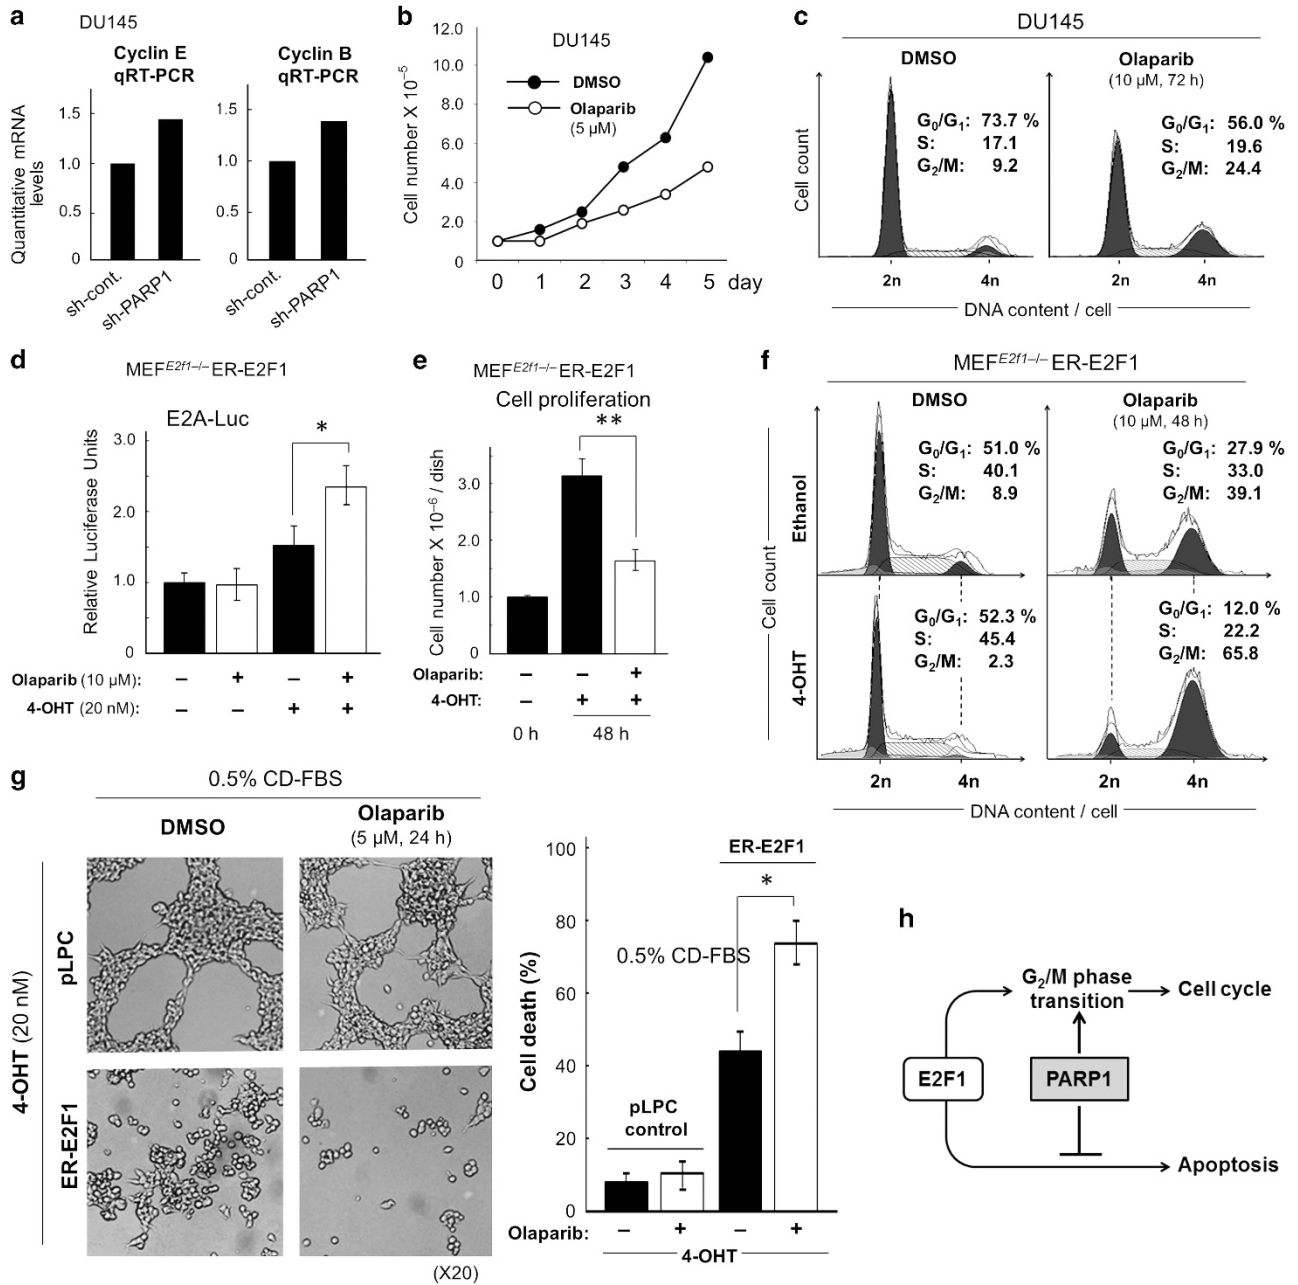 a
DU145
Cyclin E
qRT-PCR
Cyclin B
qRT-PCR
Quantitative mRNA
levels
1.5
1.0
0.5
0
1.5
1.0
0.5
0
sh-cont.
sh-PARP1
sh-cont.
sh-PARP1
b
DU145
DMSO
Olaparib
(5 μM)
Cell number X 10⁻⁵
12.0
10.0
8.0
6.0
4.0
2.0
0
0 1 2 3 4 5 day
c
DU145
DMSO
Olaparib
(10 μM, 72 h)
Cell count
G₀/G₁: 73.7 %
S: 17.1
G₂/M: 9.2
G₀/G₁: 56.0 %
S: 19.6
G₂/M: 24.4
2n 4n 2n 4n
DNA content / cell
d
MEF^E2f1–/– ER-E2F1
E2A-Luc
Relative Luciferase Units
3.0
2.0
1.0
0
*
Olaparib (10 μM): – + – +
4-OHT (20 nM): – – + +
e
MEF^E2f1–/– ER-E2F1
Cell proliferation
**
Cell number X 10⁻⁶ / dish
3.0
2.0
1.0
0
Olaparib: – – +
4-OHT: – + +
0 h 48 h
f
MEF^E2f1–/– ER-E2F1
DMSO
Olaparib
(10 μM, 48 h)
Cell count
Ethanol
G₀/G₁: 51.0 %
S: 40.1
G₂/M: 8.9
G₀/G₁: 27.9 %
S: 33.0
G₂/M: 39.1
4-OHT
G₀/G₁: 52.3 %
S: 45.4
G₂/M: 2.3
G₀/G₁: 12.0 %
S: 22.2
G₂/M: 65.8
2n 4n 2n 4n
DNA content / cell
g
0.5% CD-FBS
DMSO
Olaparib
(5 μM, 24 h)
4-OHT (20 nM)
pLPC
ER-E2F1
(X20)
Cell death (%)
100
80
60
40
20
0
ER-E2F1
*
0.5% CD-FBS
pLPC
control
Olaparib: – + – +
4-OHT
h
G₂/M phase
transition
Cell cycle
E2F1
PARP1
Apoptosis